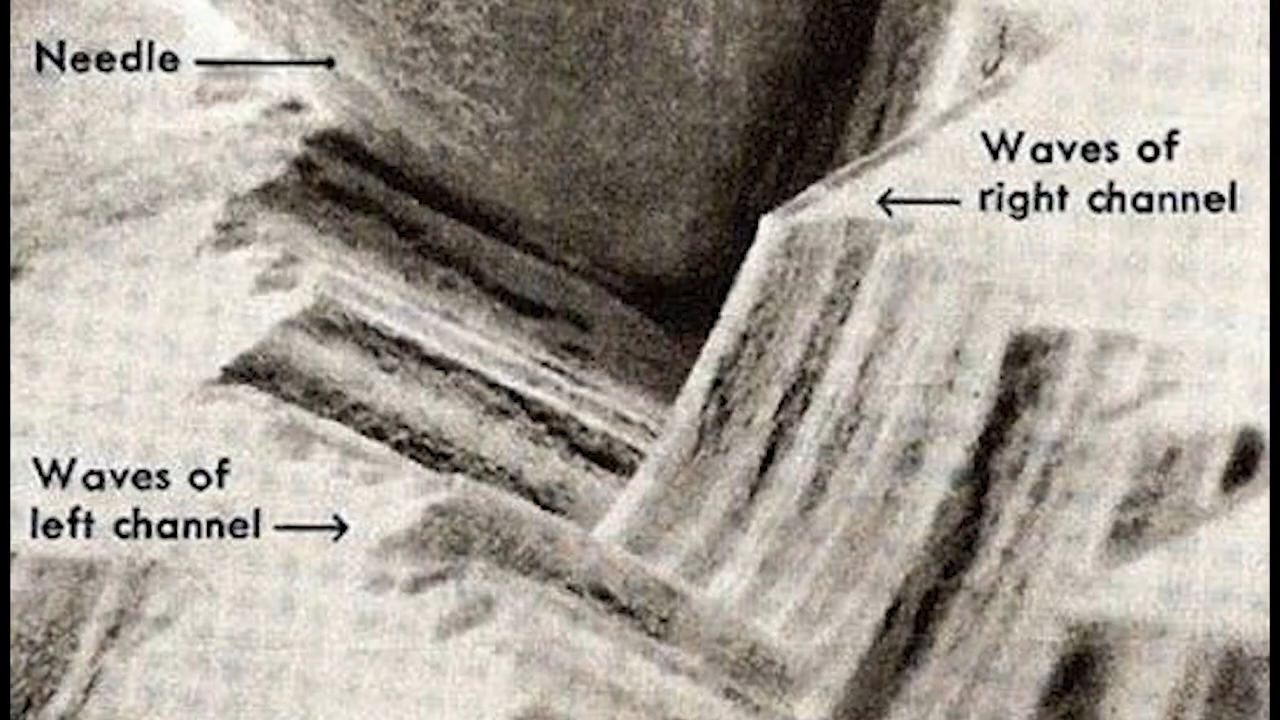 Needle
Waves of
right channel
Waves of
left channel